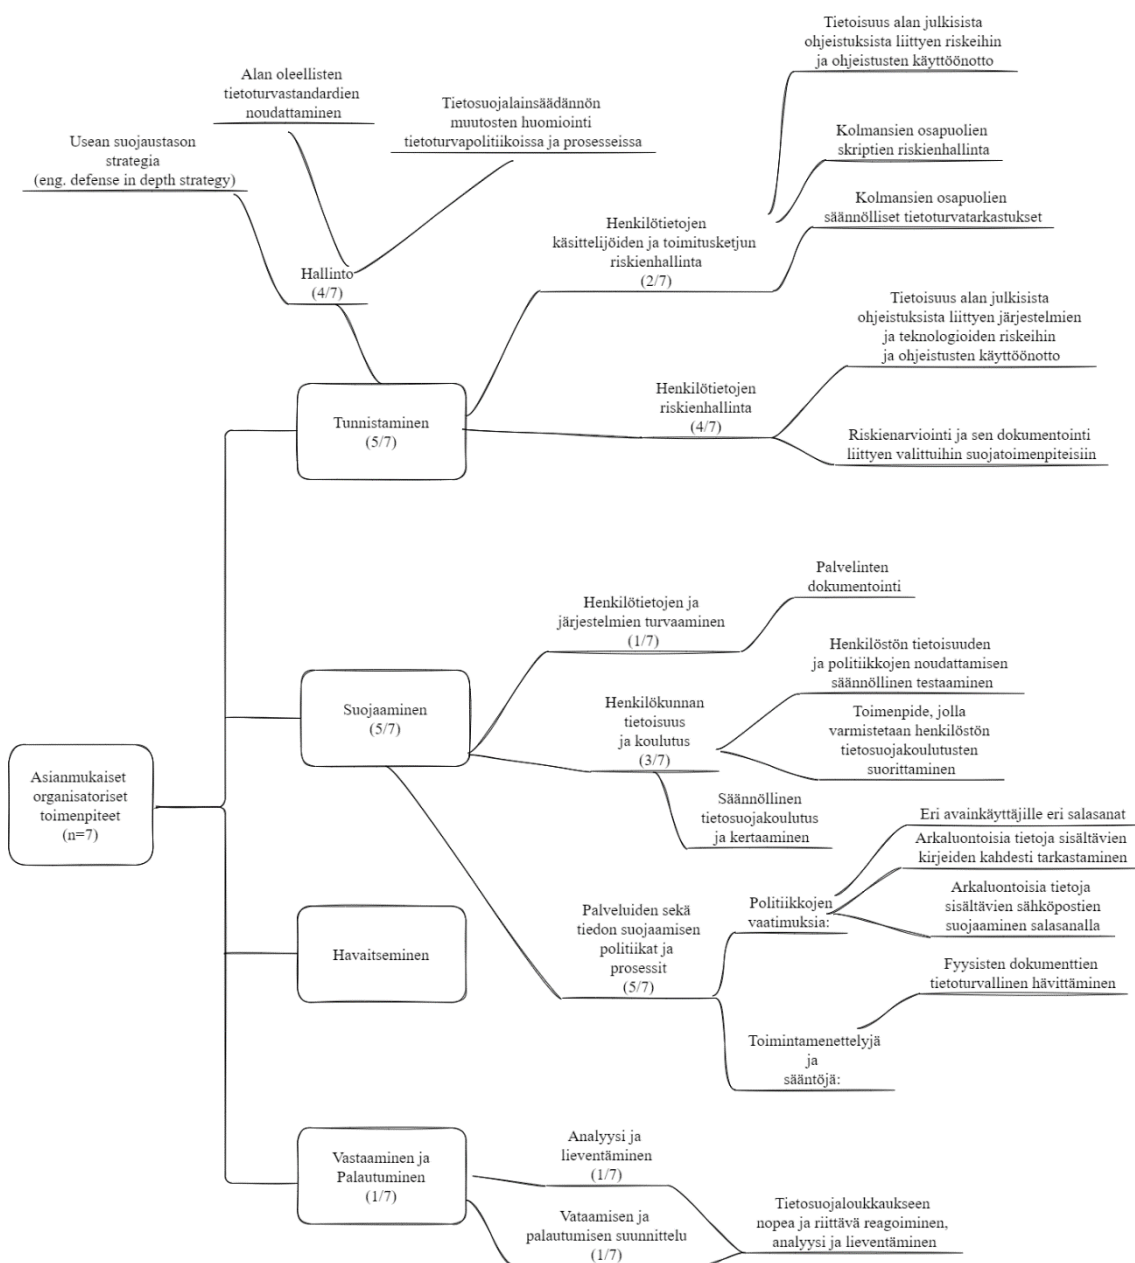 Tietoisuus alan julkisista
ohjeistuksista liittyen riskeihin
ja ohjeistusten käyttöönotto
Alan oleellisten
tietoturvastandardien
noudattaminen
Tietosuojalainsäädännön
muutosten huomiointi
tietoturvapolitiikoissa ja prosesseissa
Usean suojaustason
strategia
(eng. defense in depth strategy)
Kolmansien osapuolien
skriptien riskienhallinta
Kolmansien osapuolien
säännölliset tietoturvatarkastukset
Henkilötietojen
käsittelijöiden ja toimitusketjun
riskienhallinta
(2/7)
Hallinto
(4/7)
Tietoisuus alan julkisista
ohjeistuksista liittyen järjestelmien
ja teknologioiden riskeihin
ja ohjeistusten käyttöönotto
Henkilötietojen
riskienhallinta
(4/7)
Tunnistaminen
(5/7)
Riskienarviointi ja sen dokumentointi
liittyen valittuihin suojatoimenpiteisiin
Palvelinten
dokumentointi
Henkilötietojen ja
järjestelmien turvaaminen
(1/7)
Henkilöstön tietoisuuden
ja politiikkojen noudattamisen
säännöllinen testaaminen
Suojaaminen
(5/7)
Henkilökunnan
tietoisuus
ja koulutus
(3/7)
Toimenpide, jolla
varmistetaan henkilöstön
tietosuojakoulutusten
suorittaminen
Asianmukaiset
organisatoriset
toimenpiteet
(n=7)
Säännöllinen
tietosuojakoulutus
ja kertaaminen
Eri avainkäyttäjille eri salasanat
Arkaluontoisia tietoja sisältävien
kirjeiden kahdesti tarkastaminen
Arkaluontoisia tietoja
sisältävien sähköpostien
suojaaminen salasanalla
Politiikkojen
vaatimuksia:
Palveluiden sekä
tiedon suojaamisen
politiikat ja
prosessit
(5/7)
Havaitseminen
Fyysisten dokumenttien
tietoturvallinen hävittäminen
Toimintamenettelyjä
ja
sääntöjä:
Vastaaminen ja
Palautuminen
(1/7)
Analyysi ja
lieventäminen
(1/7)
Vataamisen ja
palautumisen suunnittelu
(1/7)
Tietosuojaloukkaukseen
nopea ja riittävä reagoiminen,
analyysi ja lieventäminen